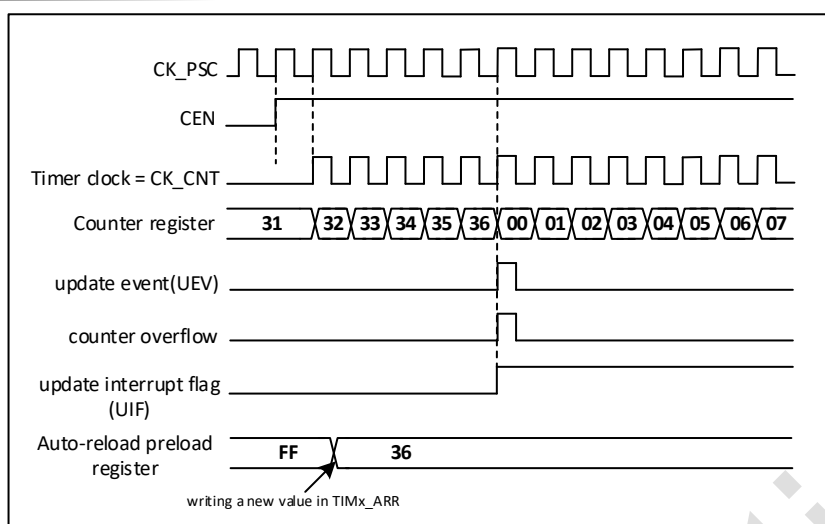 CK_PSC
CEN
Timer clock = CK_CNT
Counter register 31 32 33 34 35 36 00 01 02 03 04 05 06 07
update event(UEV)
counter overflow
update interrupt flag
(UIF)
Auto-reload preload
register
FF 36
writing a new value in TIMx_ARR